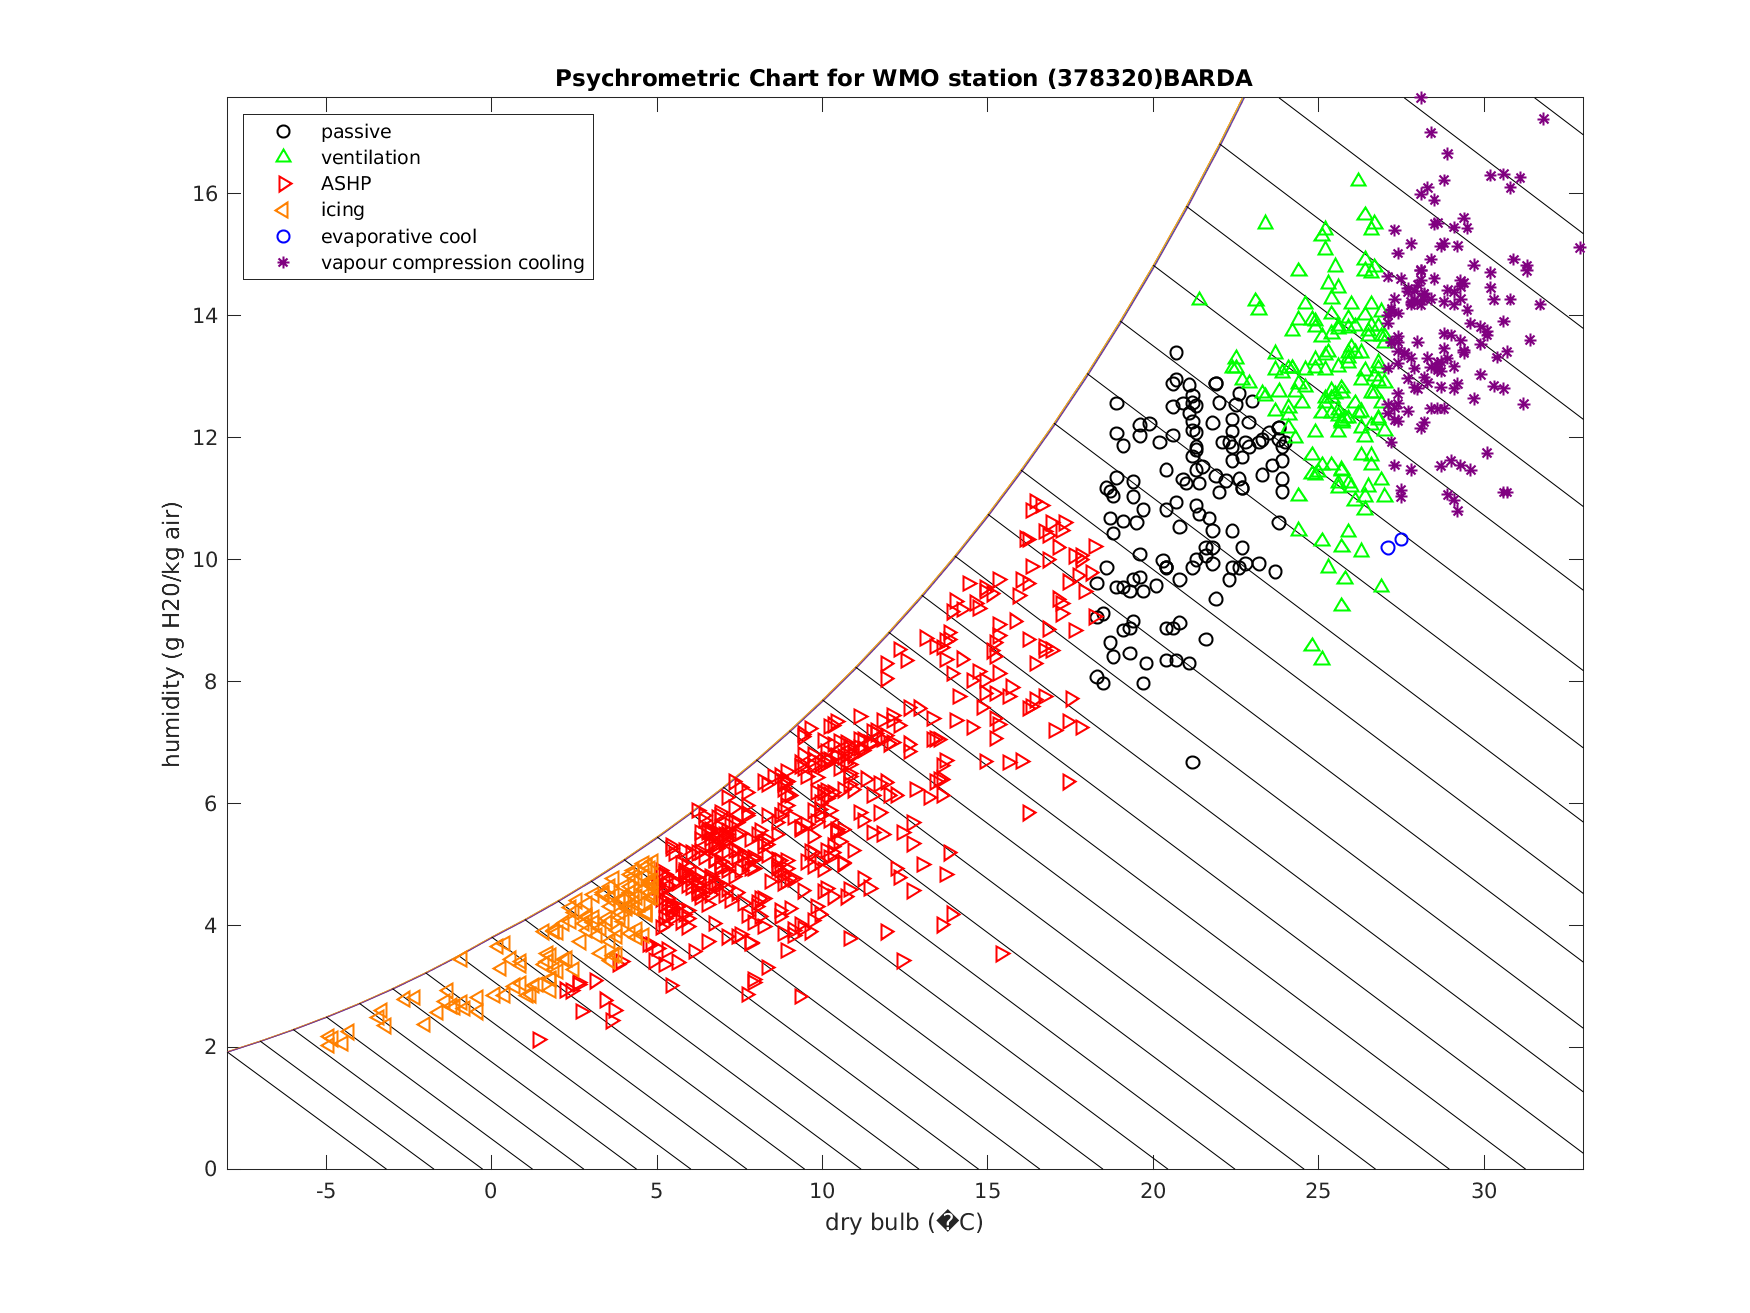 Psychrometric Chart for WMO station (378320)BARDA
passive
ventilation
ASHP
icing
evaporative cool
vapour compression cooling
humidity (g H20/kg air)
16
14
12
10
8
6
4
2
0
-5 0 5 10 15 20 25 30
dry bulb (�C)